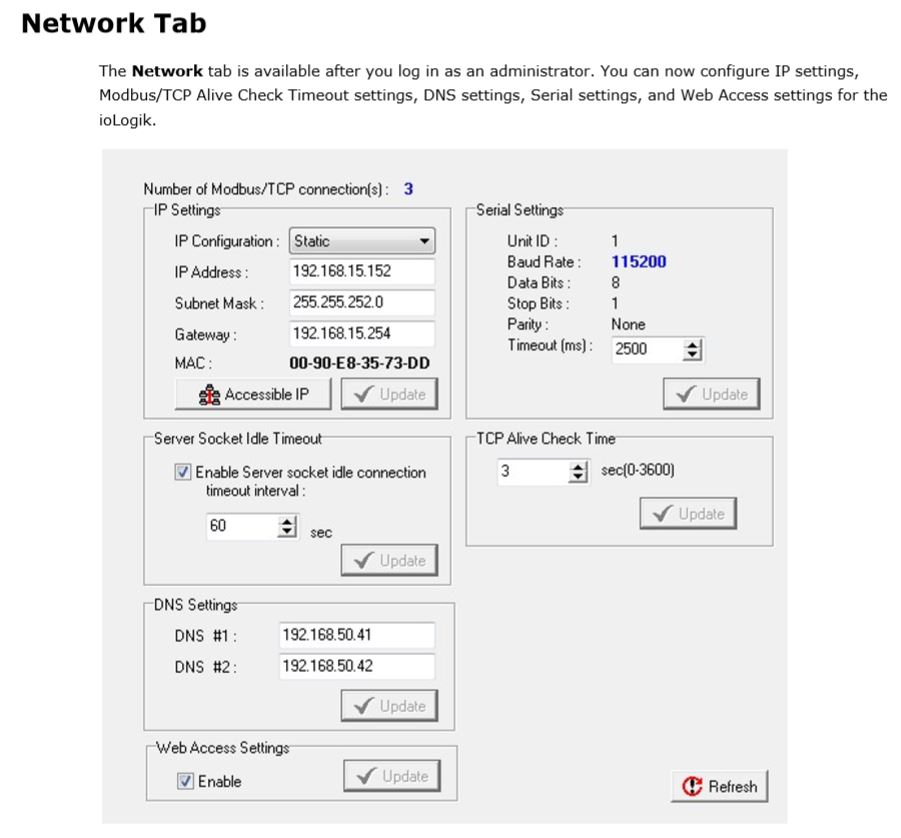 Network Tab
The Network tab is available after you log in as an administrator. You can now configure IP settings,
Modbus/TCP Alive Check Timeout settings, DNS settings, Serial settings, and Web Access settings for the
ioLogik.
Number of Modbus/TCP connection(s) : 3
IP Settings
IP Configuration : Static
IP Address : 192.168.15.152
Subnet Mask : 255.255.252.0
Gateway : 192.168.15.254
MAC : 00-90-E8-35-73-DD
Accessible IP Update
Serial Settings
Unit ID : 1
Baud Rate : 115200
Data Bits : 8
Stop Bits : 1
Parity : None
Timeout (ms) : 2500
Update
Server Socket Idle Timeout
Enable Server socket idle connection
timeout interval :
60 sec
Update
TCP Alive Check Time
3 sec(0-3600)
Update
DNS Settings
DNS #1 : 192.168.50.41
DNS #2 : 192.168.50.42
Update
Web Access Settings
Enable Update
Refresh